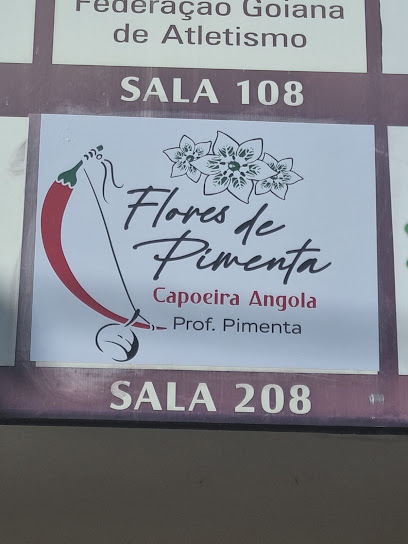 Federação Goiana
de Atletismo
SALA 108
Flores de
Pimenta
Capoeira Angola
Prof. Pimenta
SALA 208